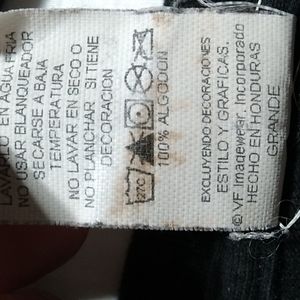 LAVARLO EN AGUA FRIA
NO USAR BLANQUEADOR
SECARSE A BAJA
TEMPERATURA
NO LAVAR EN SECO O
NO PLANCHAR SI TIENE
DECORACION
100% ALGODON
EXCLUYENDO DECORACIONES
ESTILO Y GRAFICAS.
© VF Imagewear, Incorporado
HECHO EN HONDURAS
GRANDE